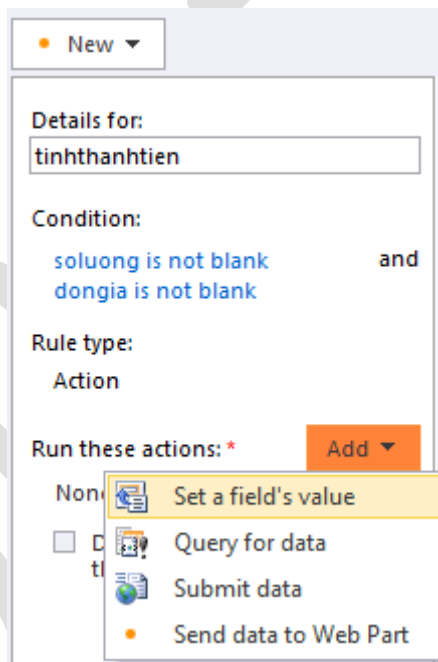 New
Details for:
tinhthanhtien
Condition:
soluong is not blank and
dongia is not blank
Rule type:
Action
Run these actions: * Add
Set a field's value
Query for data
Submit data
Send data to Web Part